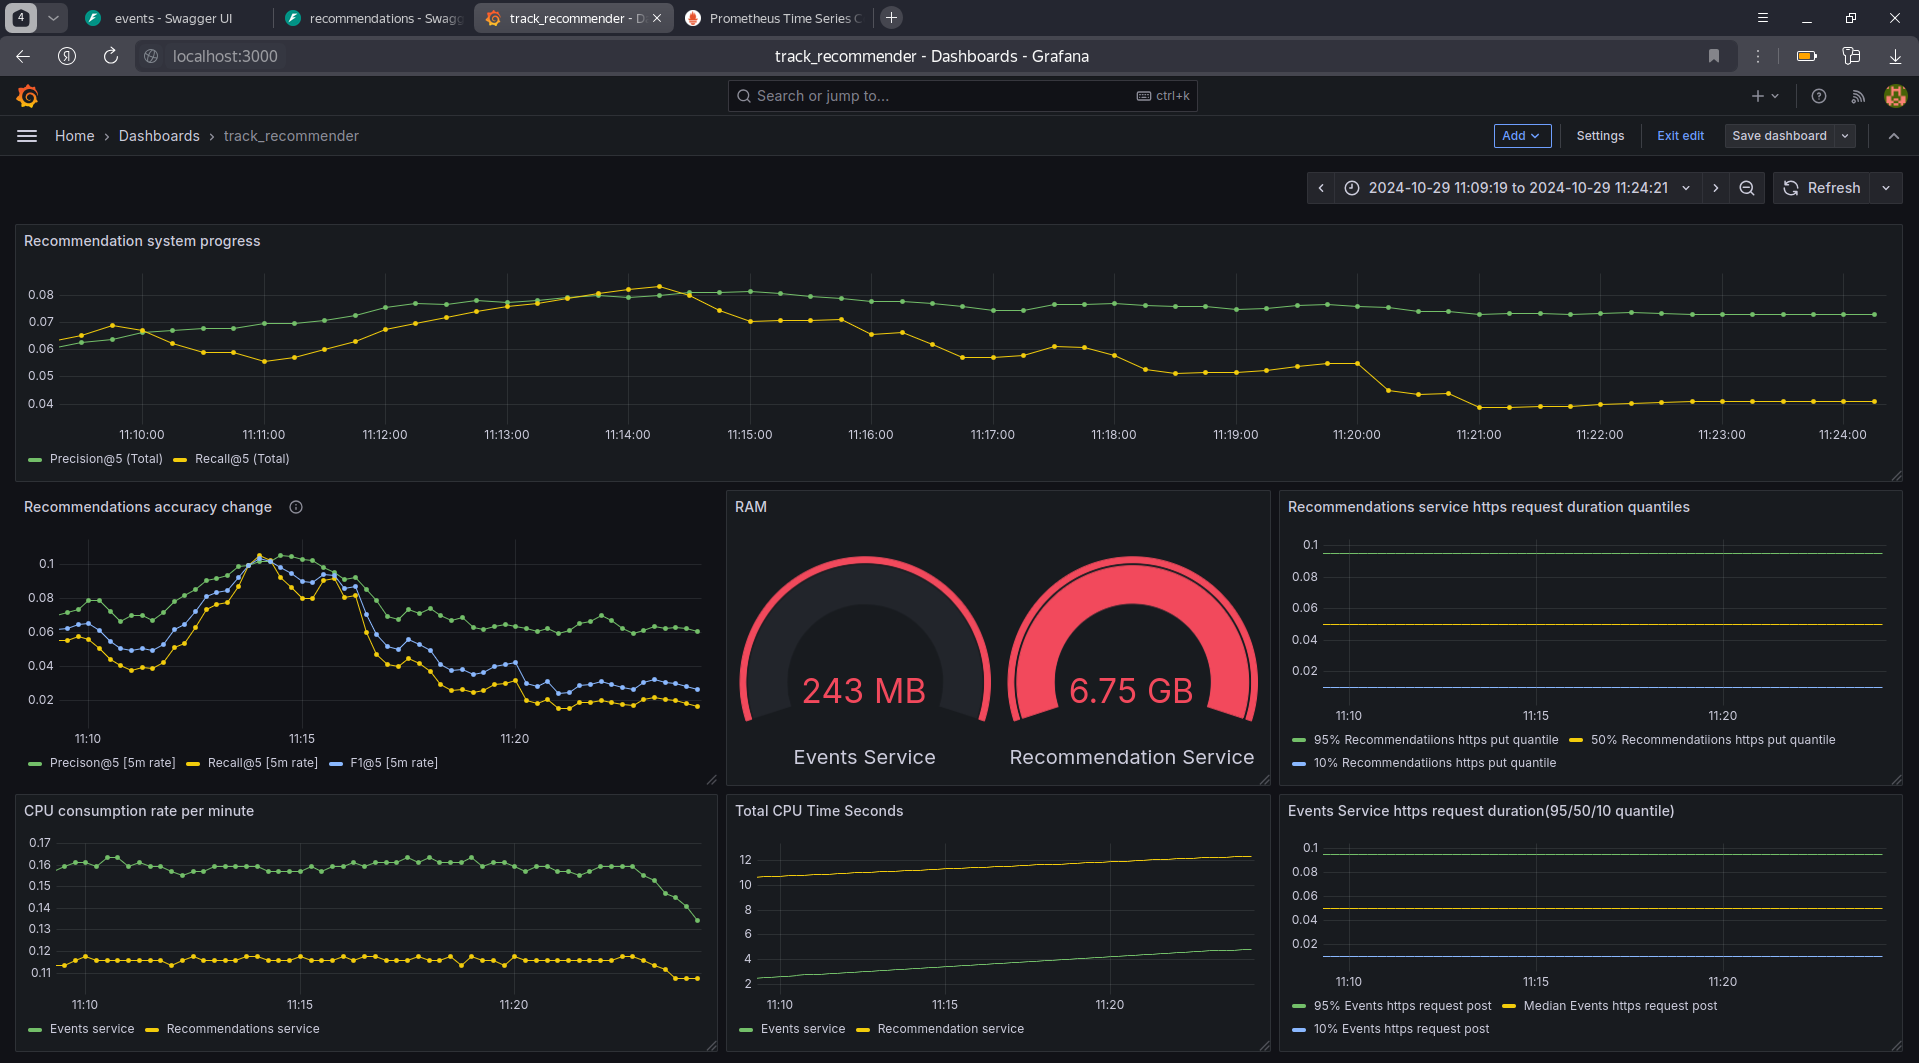 4
events - Swagger UI
recommendations - Swagg
track_recommender - D
Prometheus Time Series C
localhost:3000
track_recommender - Dashboards - Grafana
Search or jump to...
ctrl+k
Home › Dashboards › track_recommender
Add
Settings
Exit edit
Save dashboard
2024-10-29 11:09:19 to 2024-10-29 11:24:21
Refresh
Recommendation system progress
0.08
0.07
0.06
0.05
0.04
11:10:00 11:11:00 11:12:00 11:13:00 11:14:00 11:15:00 11:16:00 11:17:00 11:18:00 11:19:00 11:20:00 11:21:00 11:22:00 11:23:00 11:24:00
Precision@5 (Total) Recall@5 (Total)
Recommendations accuracy change
0.1
0.08
0.06
0.04
0.02
11:10 11:15 11:20
Precison@5 [5m rate] Recall@5 [5m rate] F1@5 [5m rate]
RAM
243 MB
6.75 GB
Events Service
Recommendation Service
Recommendations service https request duration quantiles
0.1
0.08
0.06
0.04
0.02
11:10 11:15 11:20
95% Recommendatiions https put quantile 50% Recommendatiions https put quantile
10% Recommendatiions https put quantile
CPU consumption rate per minute
0.17
0.16
0.15
0.14
0.13
0.12
0.11
11:10 11:15 11:20
Events service Recommendations service
Total CPU Time Seconds
12
10
8
6
4
2
11:10 11:15 11:20
Events service Recommendation service
Events Service https request duration(95/50/10 quantile)
0.1
0.08
0.06
0.04
0.02
11:10 11:15 11:20
95% Events https request post Median Events https request post
10% Events https request post